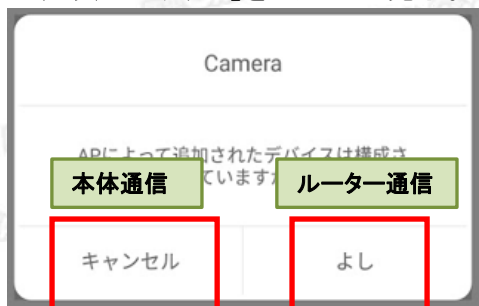 Camera
APによって追加されたデバイスは構成さ
ていますか
本体通信
ルーター通信
キャンセル
よし